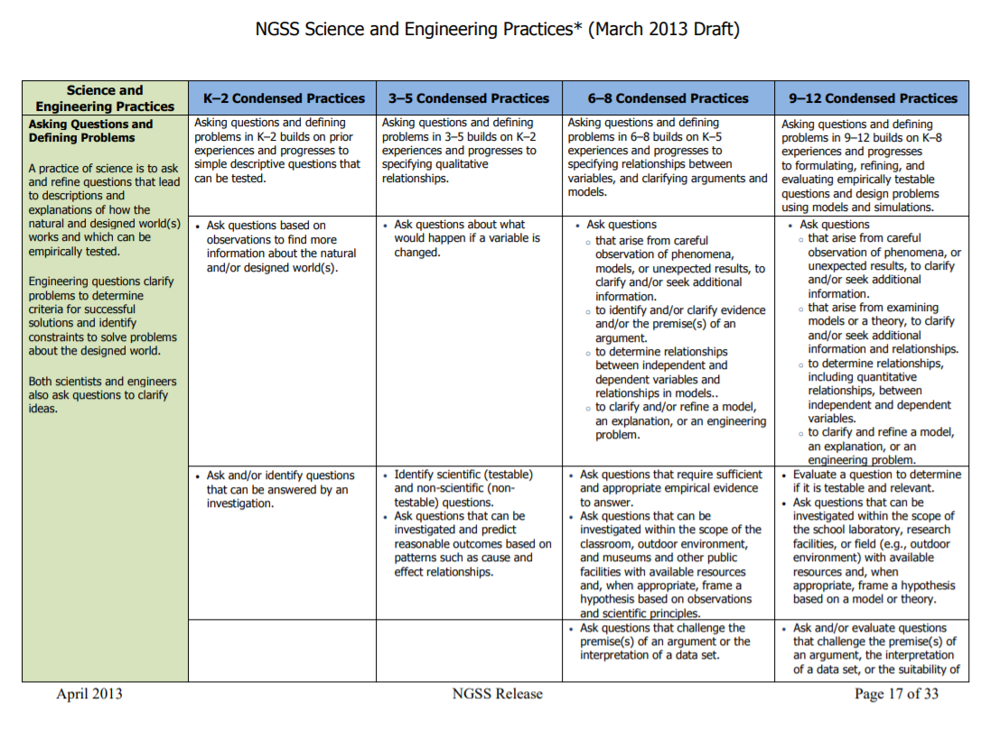 NGSS Science and Engineering Practices* (March 2013 Draft)
Science and
Engineering Practices
K–2 Condensed Practices
3–5 Condensed Practices
6–8 Condensed Practices
9–12 Condensed Practices
Asking Questions and
Defining Problems
A practice of science is to ask
and refine questions that lead
to descriptions and
explanations of how the
natural and designed world(s)
works and which can be
empirically tested.
Engineering questions clarify
problems to determine
criteria for successful
solutions and identify
constraints to solve problems
about the designed world.
Both scientists and engineers
also ask questions to clarify
ideas.
Asking questions and defining
problems in K–2 builds on prior
experiences and progresses to
simple descriptive questions that
can be tested.
Asking questions and defining
problems in 3–5 builds on K–2
experiences and progresses to
specifying qualitative
relationships.
Asking questions and defining
problems in 6–8 builds on K–5
experiences and progresses to
specifying relationships between
variables, and clarifying arguments and
models.
Asking questions and defining
problems in 9–12 builds on K–8
experiences and progresses
to formulating, refining, and
evaluating empirically testable
questions and design problems
using models and simulations.
• Ask questions based on
observations to find more
information about the natural
and/or designed world(s).
• Ask questions about what
would happen if a variable is
changed.
• Ask questions
○ that arise from careful
observation of phenomena,
models, or unexpected results, to
clarify and/or seek additional
information.
○ to identify and/or clarify evidence
and/or the premise(s) of an
argument.
○ to determine relationships
between independent and
dependent variables and
relationships in models..
○ to clarify and/or refine a model,
an explanation, or an engineering
problem.
• Ask questions
○ that arise from careful
observation of phenomena, or
unexpected results, to clarify
and/or seek additional
information.
○ that arise from examining
models or a theory, to clarify
and/or seek additional
information and relationships.
○ to determine relationships,
including quantitative
relationships, between
independent and dependent
variables.
○ to clarify and refine a model,
an explanation, or an
engineering problem.
• Ask and/or identify questions
that can be answered by an
investigation.
• Identify scientific (testable)
and non-scientific (non-
testable) questions.
• Ask questions that can be
investigated and predict
reasonable outcomes based on
patterns such as cause and
effect relationships.
• Ask questions that require sufficient
and appropriate empirical evidence
to answer.
• Ask questions that can be
investigated within the scope of the
classroom, outdoor environment,
and museums and other public
facilities with available resources
and, when appropriate, frame a
hypothesis based on observations
and scientific principles.
• Evaluate a question to determine
if it is testable and relevant.
• Ask questions that can be
investigated within the scope of
the school laboratory, research
facilities, or field (e.g., outdoor
environment) with available
resources and, when
appropriate, frame a hypothesis
based on a model or theory.
• Ask questions that challenge the
premise(s) of an argument or the
interpretation of a data set.
• Ask and/or evaluate questions
that challenge the premise(s) of
an argument, the interpretation
of a data set, or the suitability of
April 2013
NGSS Release
Page 17 of 33